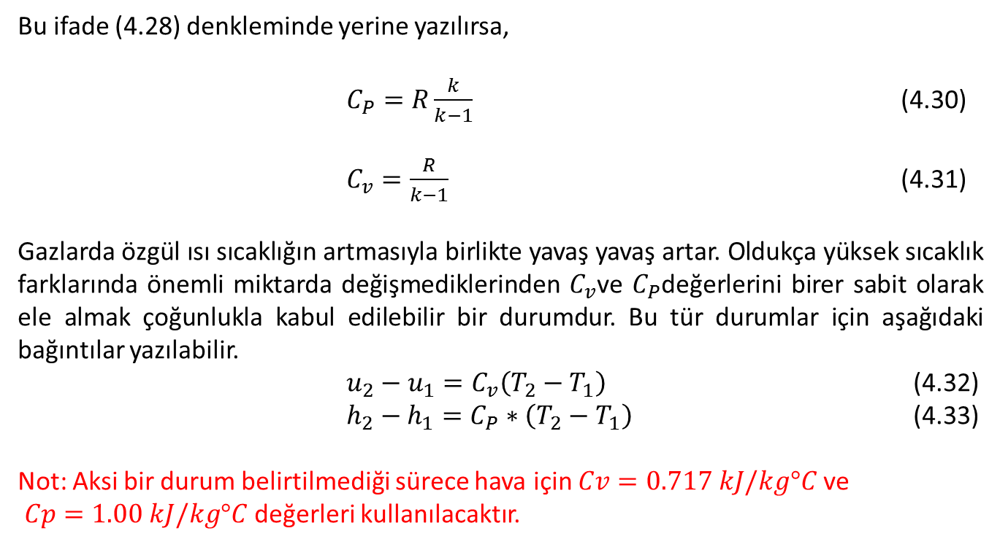 Bu ifade (4.28) denkleminde yerine yazılırsa,
C_P = R \frac{k}{k-1} (4.30)
C_v = \frac{R}{k-1} (4.31)
Gazlarda özgül ısı sıcaklığın artmasıyla birlikte yavaş yavaş artar. Oldukça yüksek sıcaklık
farklarında önemli miktarda değişmediklerinden C_v ve C_P değerlerini birer sabit olarak
ele almak çoğunlukla kabul edilebilir bir durumdur. Bu tür durumlar için aşağıdaki
bağıntılar yazılabilir.
u_2 − u_1 = C_v(T_2 − T_1) (4.32)
h_2 − h_1 = C_P ∗ (T_2 − T_1) (4.33)
Not: Aksi bir durum belirtilmediği sürece hava için Cv = 0.717 kJ/kg°C ve
Cp = 1.00 kJ/kg°C değerleri kullanılacaktır.